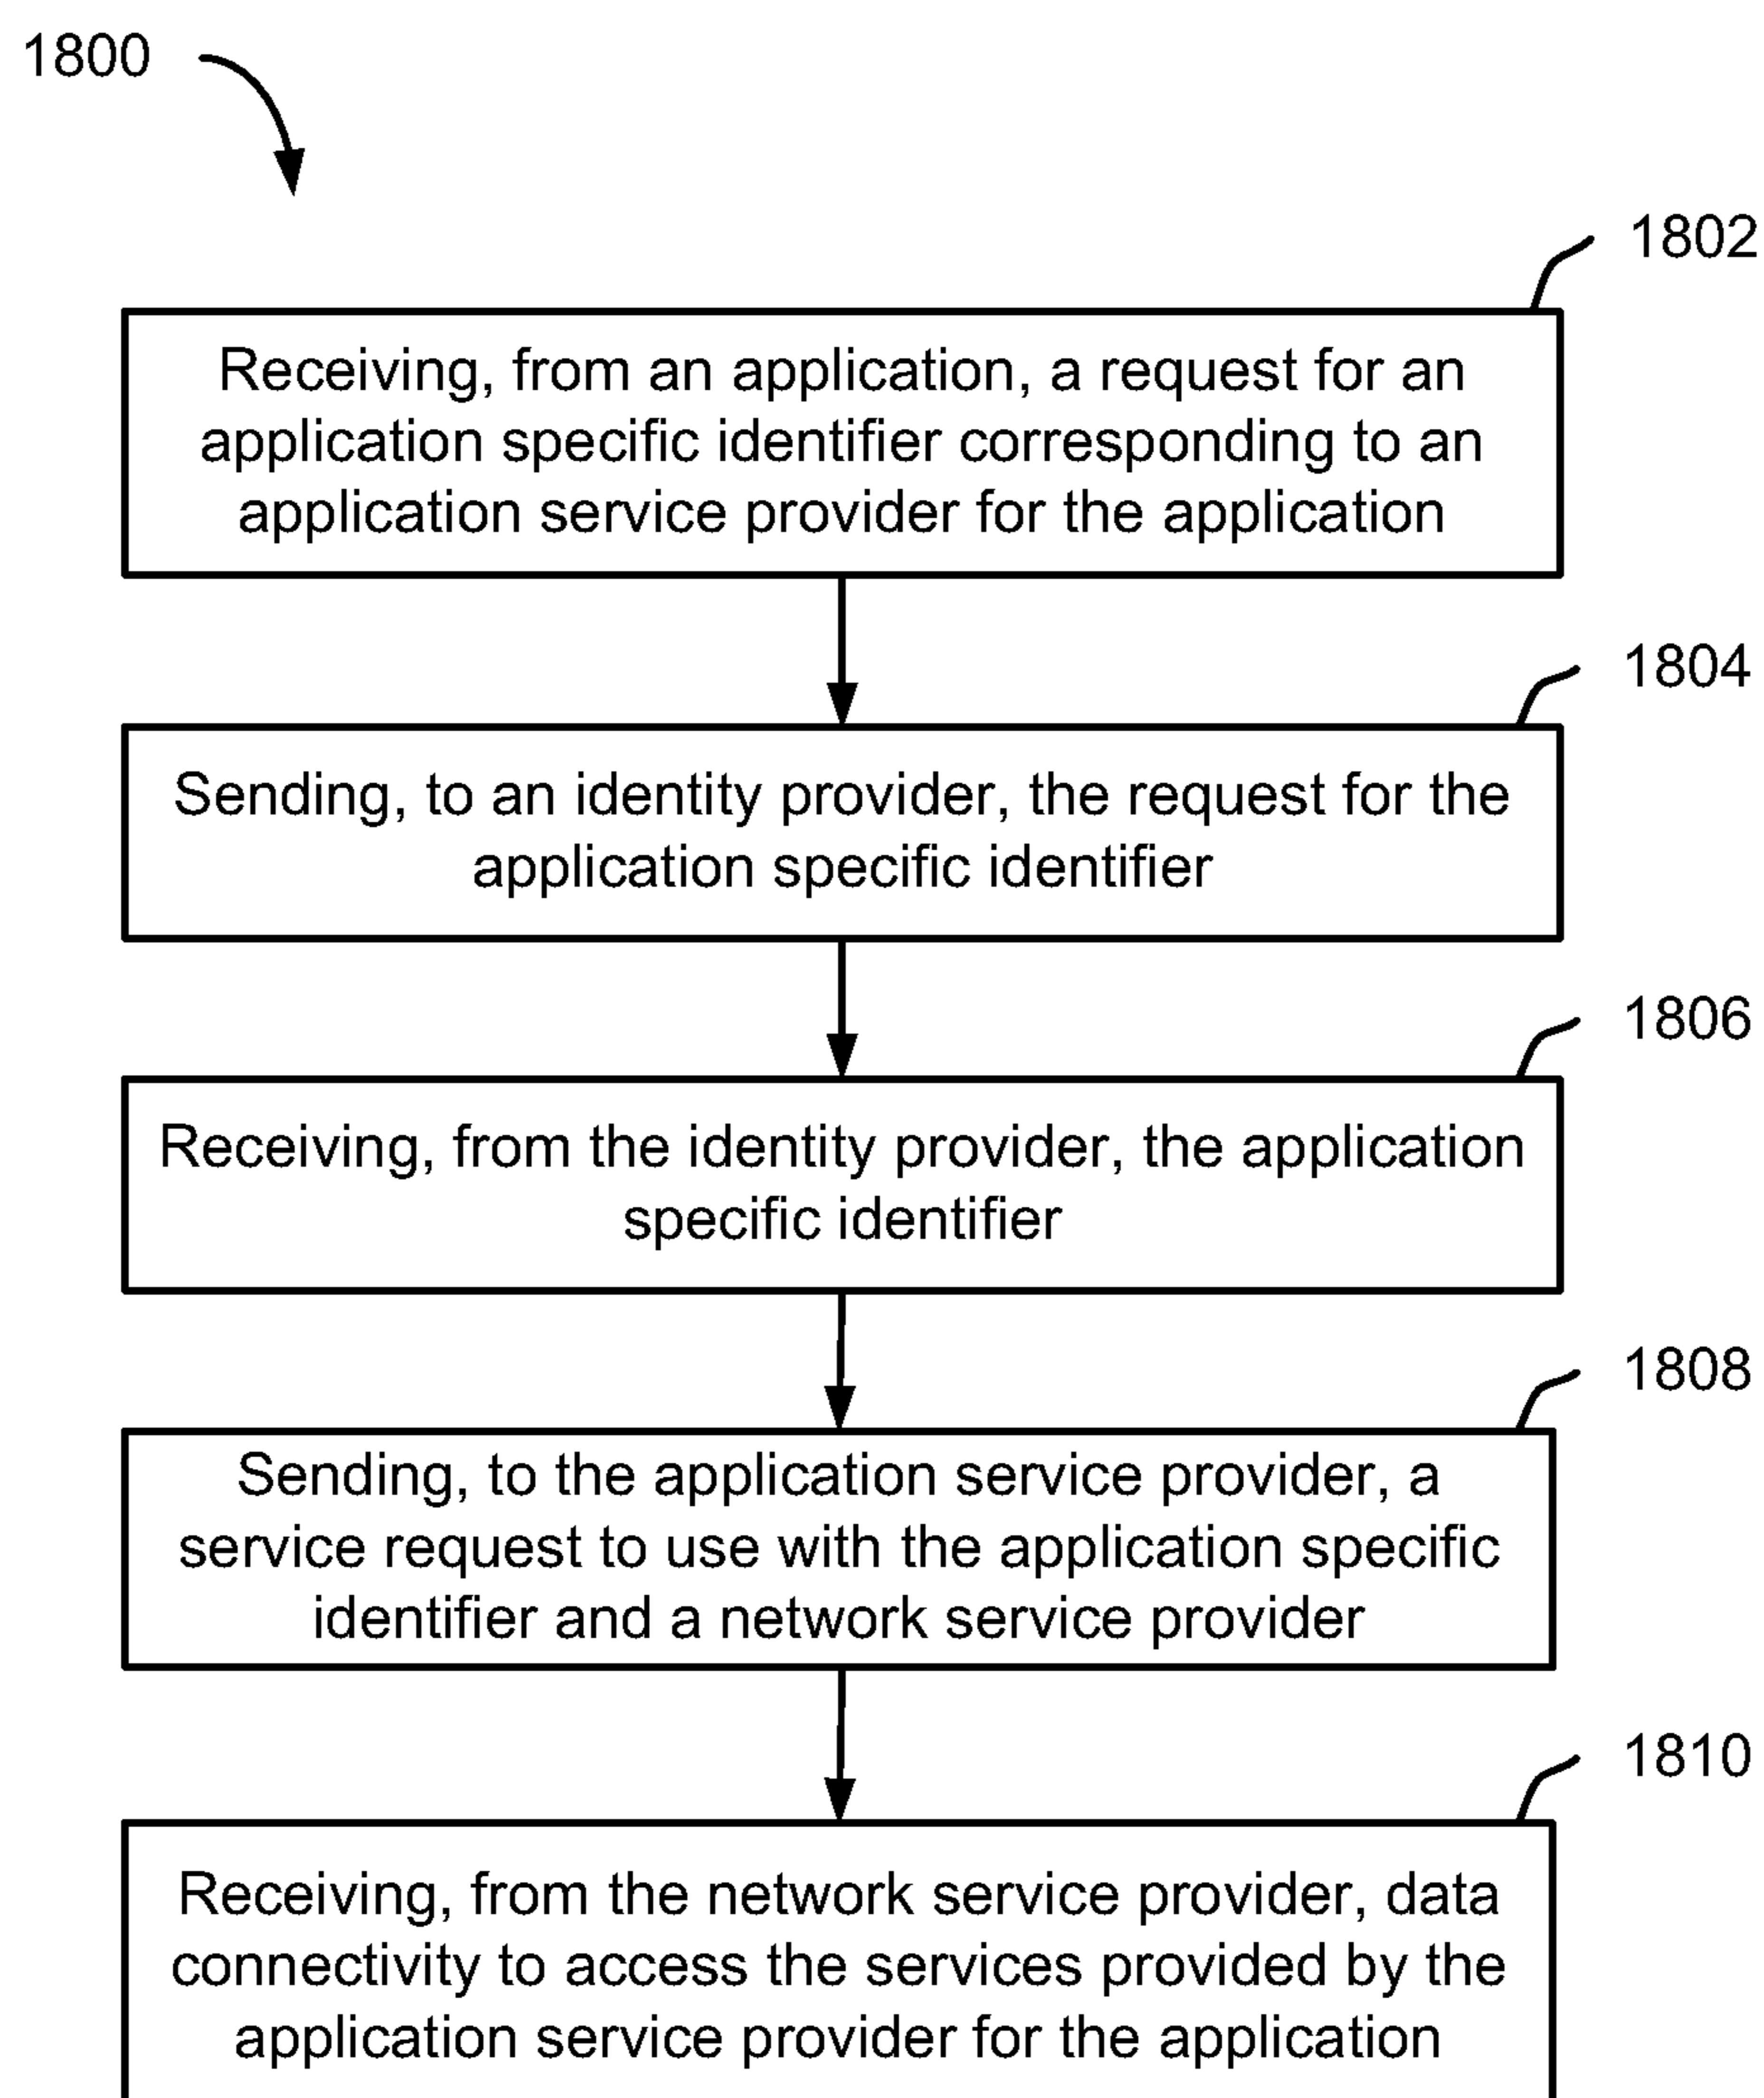 1800
1802
Receiving, from an application, a request for an
application specific identifier corresponding to an
application service provider for the application
1804
Sending, to an identity provider, the request for the
application specific identifier
1806
Receiving, from the identity provider, the application
specific identifier
1808
Sending, to the application service provider, a
service request to use with the application specific
identifier and a network service provider
1810
Receiving, from the network service provider, data
connectivity to access the services provided by the
application service provider for the application